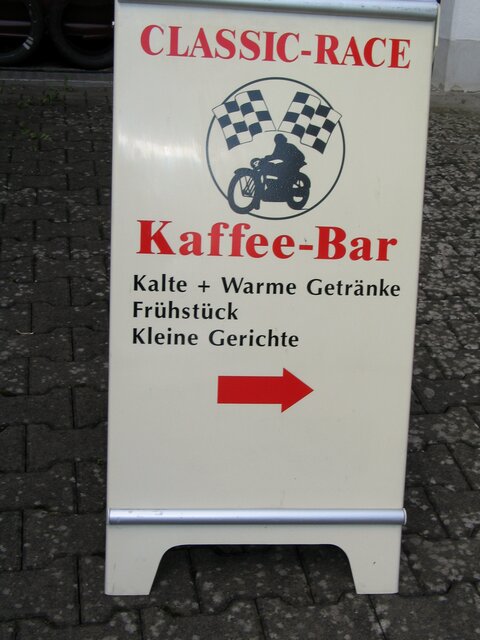 CLASSIC-RACE
Kaffee-Bar
Kalte + Warme Getränke
Frühstück
Kleine Gerichte